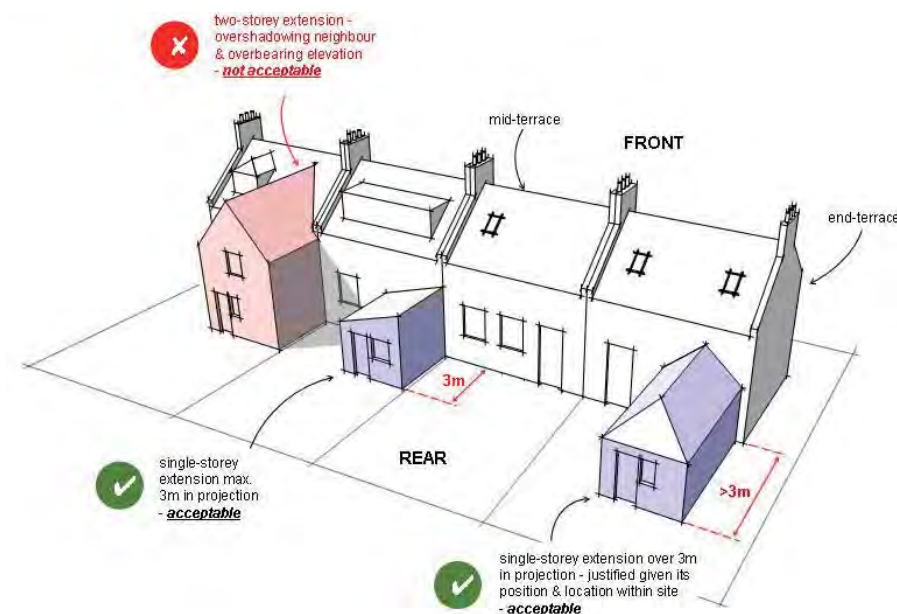 two-storey extension -
overshadowing neighbour
& overbearing elevation
- not acceptable
mid-terrace
FRONT
end-terrace
3m
REAR
>3m
single-storey
extension max.
3m in projection
- acceptable
single-storey extension over 3m
in projection - justified given its
position & location within site
- acceptable